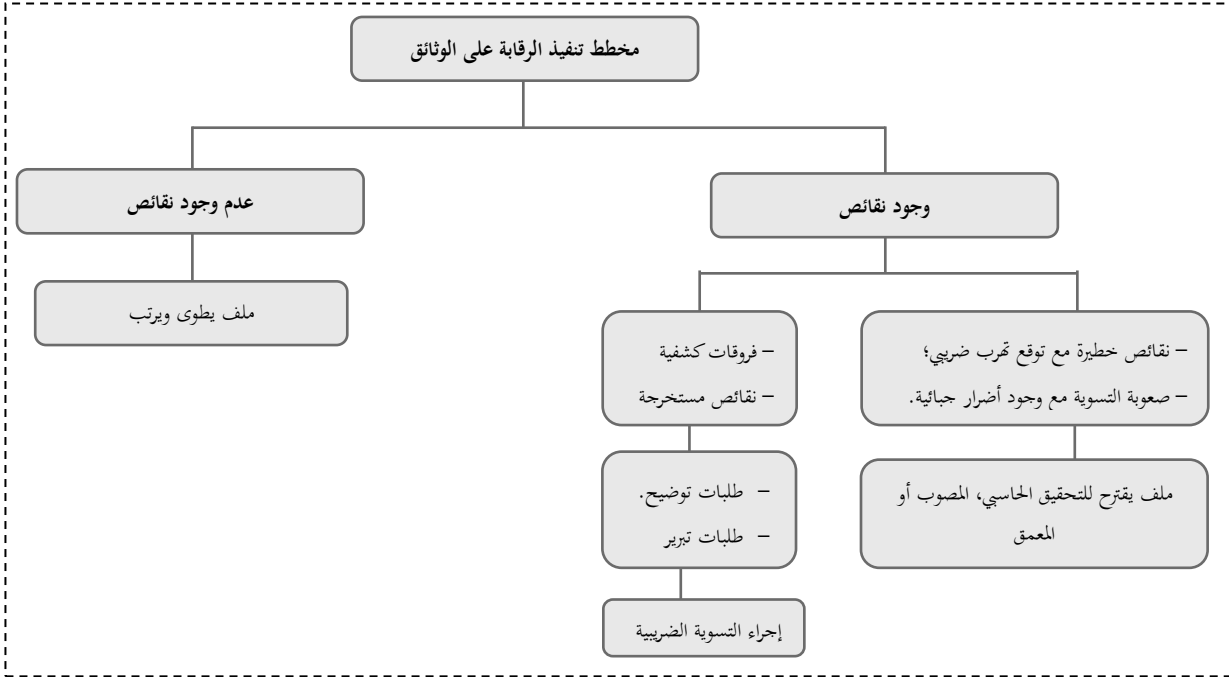 مخطط تنفيذ الرقابة على الوثائق
وجود نقائص
عدم وجود نقائص
ملف يطوى ويرتب
– نقائص خطيرة مع توقع تهرب ضريبي؛
– صعوبة التسوية مع وجود أضرار جبائية.
ملف يقترح للتحقيق المحاسبي، المصوب أو
المعمق
– فروقات كشفية
– نقائص مستخرجة
– طلبات توضيح.
– طلبات تبرير
إجراء التسوية الضريبية